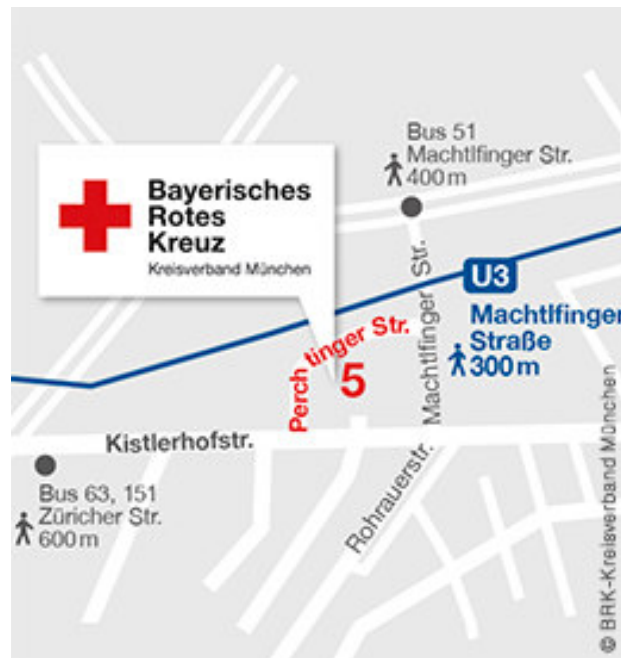 Bus 51
Machtlfinger Str.
400 m
Bayerisches
Rotes
Kreuz
Kreisverband München
U3
Machtlfinger
Straße
300 m
Perchtinger Str.
5
Machtlfinger Str.
Kistlerhofstr.
Bus 63, 151
Züricher Str.
600 m
Rohrauerstr.
© BRK-Kreisverband München